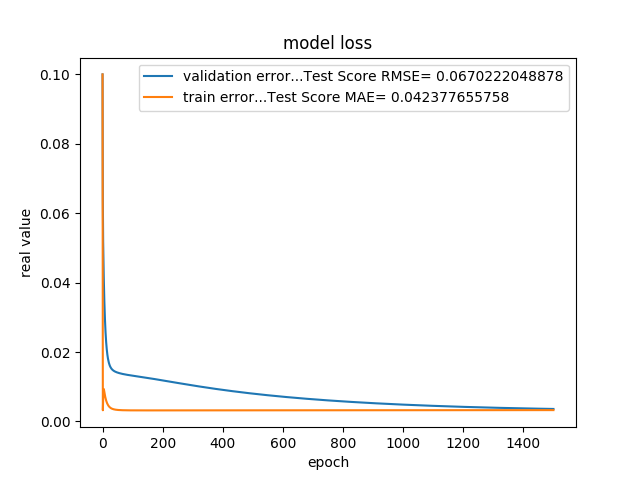 model loss
validation error...Test Score RMSE= 0.0670222048878
train error...Test Score MAE= 0.042377655758
0.10
0.08
0.06
0.04
0.02
0.00
real value
0 200 400 600 800 1000 1200 1400
epoch